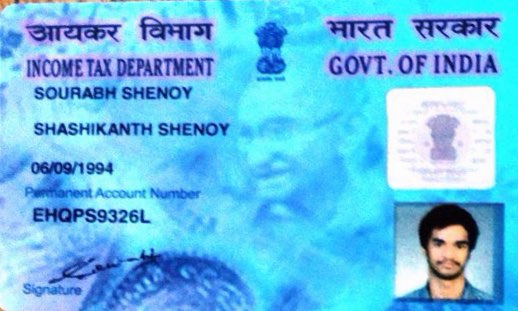 आयकर विभाग
भारत सरकार
INCOME TAX DEPARTMENT
GOVT. OF INDIA
SOURABH SHENOY
SHASHIKANTH SHENOY
06/09/1994
Permanent Account Number
EHQPS9326L
Signature